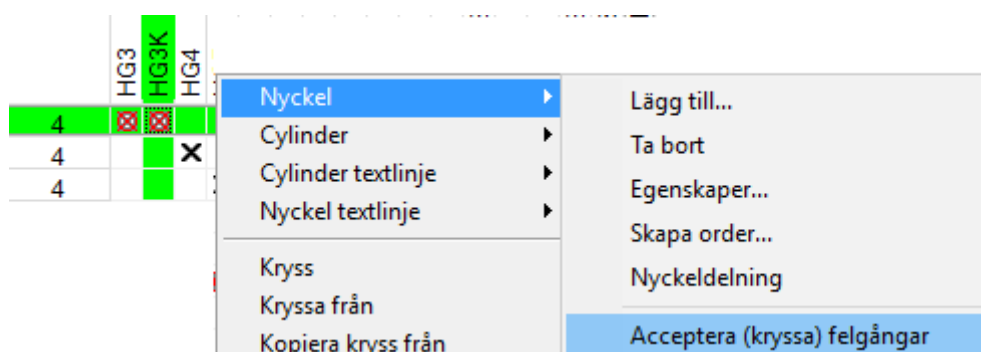 HG3 HG3K HG4
4
4
4
Nyckel
Cylinder
Cylinder textlinje
Nyckel textlinje
Kryss
Kryssa från
Kopiera kryss från
Lägg till...
Ta bort
Egenskaper...
Skapa order...
Nyckeldelning
Acceptera (kryssa) felgångar